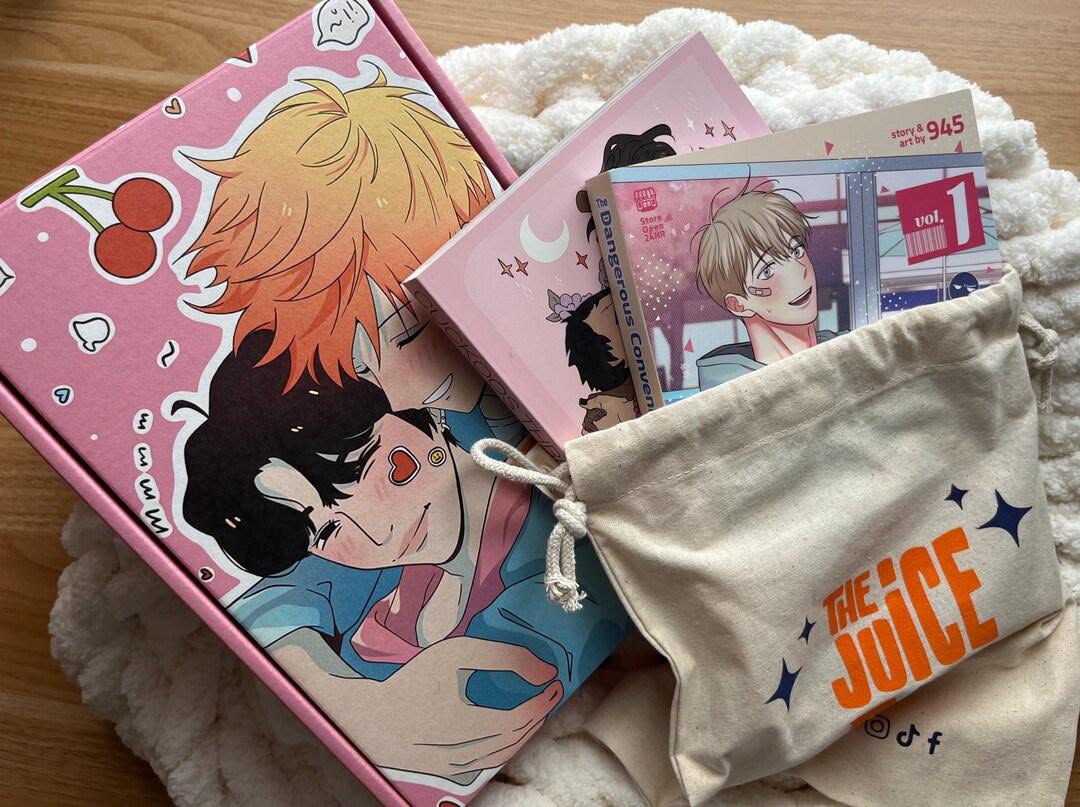 story &
art by 945
Store
Open
24HR
vol. 1
The Dangerous Conven
THE
JUiCE